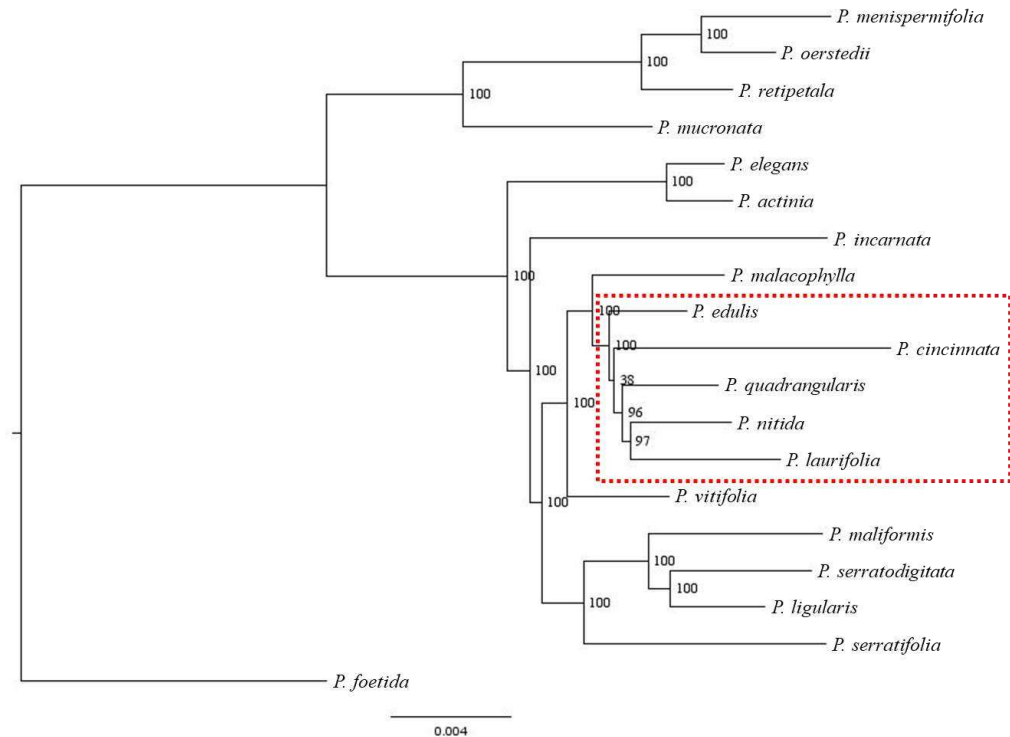 P. menispermifolia
100
P. oerstedii
100
P. retipetala
100
P. mucronata
P. elegans
100
P. actinia
P. incarnata
100
P. malacophylla
100
P. edulis
100
P. cincinnata
100
38
P. quadrangularis
100
96
P. nitida
97
P. laurifolia
P. vitifolia
100
P. maliformis
100
P. serratodigitata
100
P. ligularis
100
P. serratifolia
P. foetida
0.004